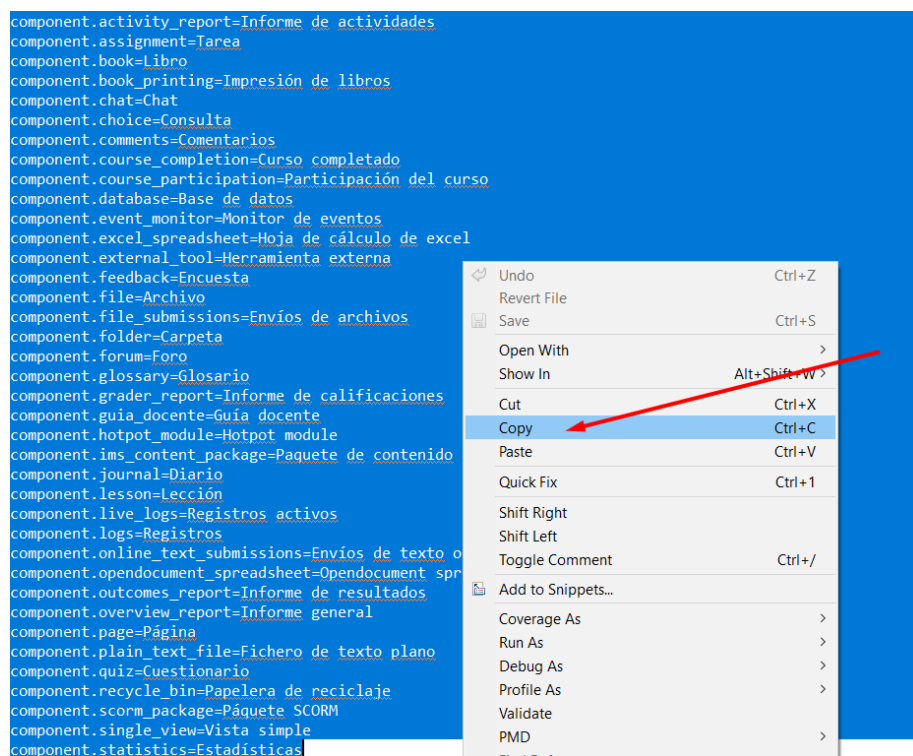 component.activity_report=Informe de actividades
component.assignment=Tarea
component.book=Libro
component.book_printing=Impresión de libros
component.chat=Chat
component.choice=Consulta
component.comments=Comentarios
component.course_completion=Curso completado
component.course_participation=Participación del curso
component.database=Base de datos
component.event_monitor=Monitor de eventos
component.excel_spreadsheet=Hoja de cálculo de excel
component.external_tool=Herramienta externa
component.feedback=Encuesta
component.file=Archivo
component.file_submissions=Envíos de archivos
component.folder=Carpeta
component.forum=Foro
component.glossary=Glosario
component.grader_report=Informe de calificaciones
component.guia_docente=Guía docente
component.hotpot_module=Hotpot module
component.ims_content_package=Paquete de contenido
component.journal=Diario
component.lesson=Lección
component.live_logs=Registros activos
component.logs=Registros
component.online_text_submissions=Envíos de texto o
component.opendocument_spreadsheet=Opendocument spr
component.outcomes_report=Informe de resultados
component.overview_report=Informe general
component.page=Página
component.plain_text_file=Fichero de texto plano
component.quiz=Cuestionario
component.recycle_bin=Papelera de reciclaje
component.scorm_package=Páquete SCORM
component.single_view=Vista simple
component.statistics=Estadísticas
Undo Ctrl+Z
Revert File
Save Ctrl+S
Open With
Show In Alt+Shift+W
Cut Ctrl+X
Copy Ctrl+C
Paste Ctrl+V
Quick Fix Ctrl+1
Shift Right
Shift Left
Toggle Comment Ctrl+/
Add to Snippets...
Coverage As
Run As
Debug As
Profile As
Validate
PMD